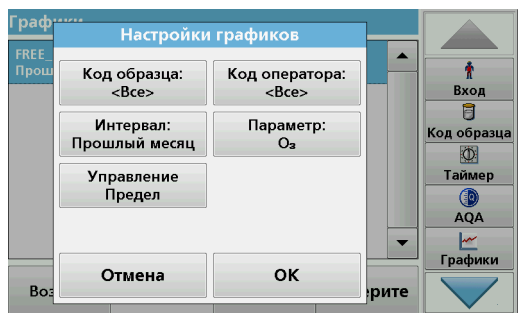 Графики
Настройки графиков
FREE_
Прош
Код образца:
<Все>
Код оператора:
<Все>
Интервал:
Прошлый месяц
Параметр:
O₃
Управление
Предел
Отмена
OK
Воз
рите
Вход
Код образца
Таймер
AQA
Графики